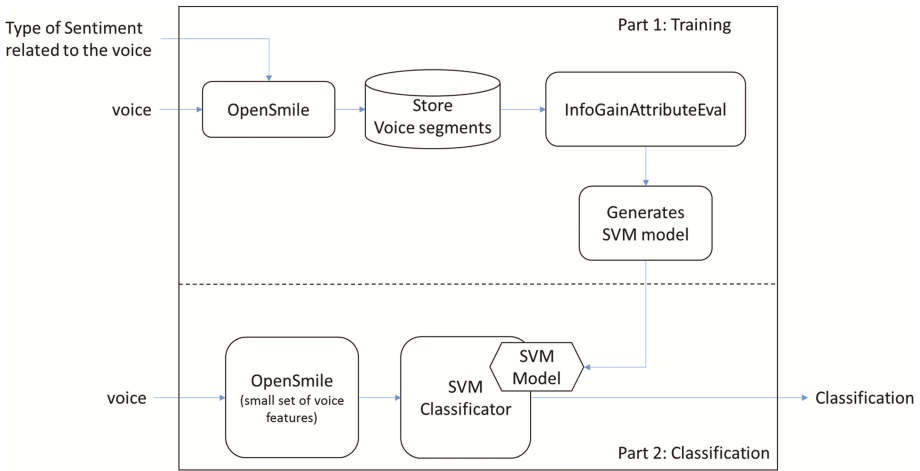 Part 1: Training
Type of Sentiment
related to the voice
voice
OpenSmile
Store
Voice segments
InfoGainAttributeEval
Generates
SVM model
voice
OpenSmile
(small set of voice
features)
SVM
Classificator
SVM
Model
Classification
Part 2: Classification